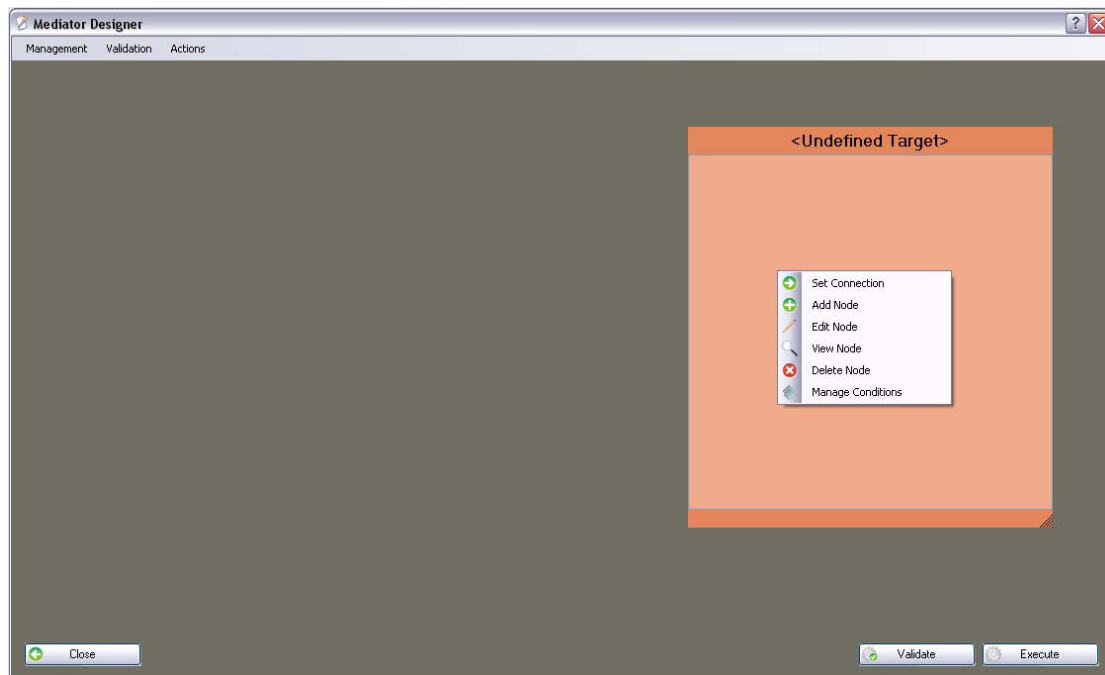 Mediator Designer
?
Management Validation Actions
<Undefined Target>
Set Connection
Add Node
Edit Node
View Node
Delete Node
Manage Conditions
Close Validate Execute